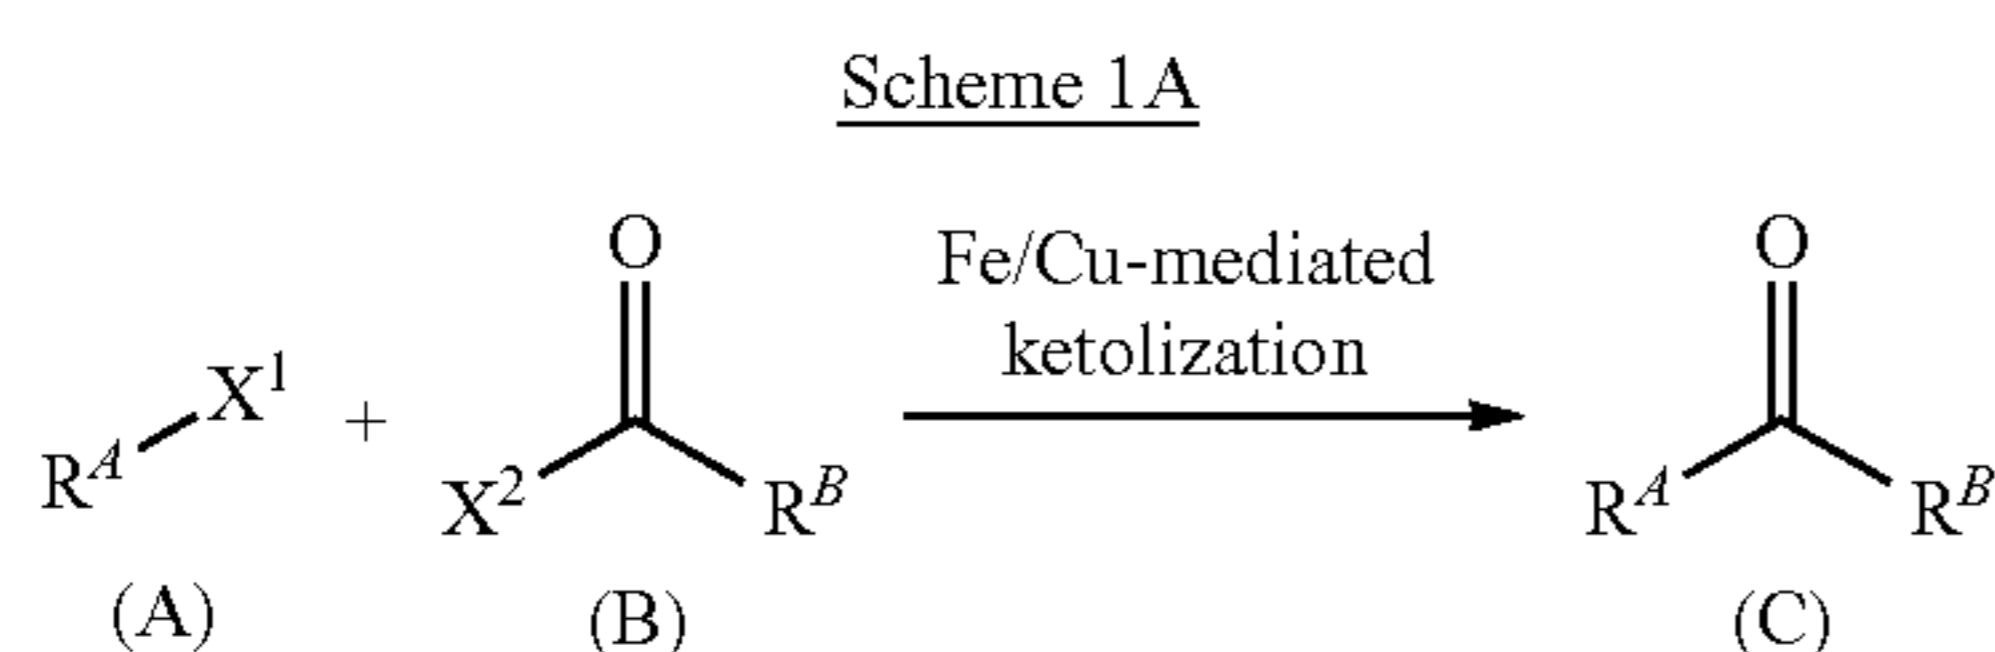 Scheme 1A
O
O
Fe/Cu-mediated
ketolization
R^A
X^1
+
X^2
R^B
R^A
R^B
(A)
(B)
(C)